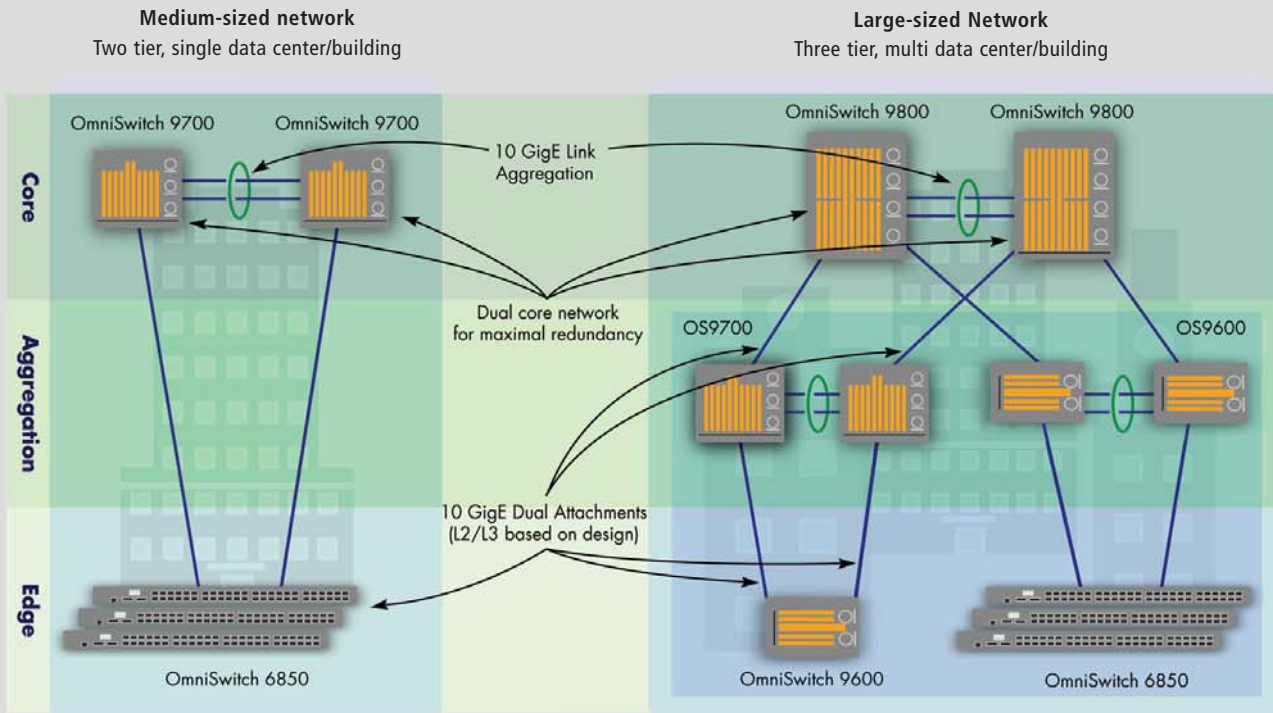 Medium-sized network
Two tier, single data center/building
Large-sized Network
Three tier, multi data center/building
Core
OmniSwitch 9700
OmniSwitch 9700
10 GigE Link
Aggregation
OmniSwitch 9800
OmniSwitch 9800
Dual core network
for maximal redundancy
Aggregation
OS9700
OS9600
10 GigE Dual Attachments
(L2/L3 based on design)
Edge
OmniSwitch 6850
OmniSwitch 9600
OmniSwitch 6850